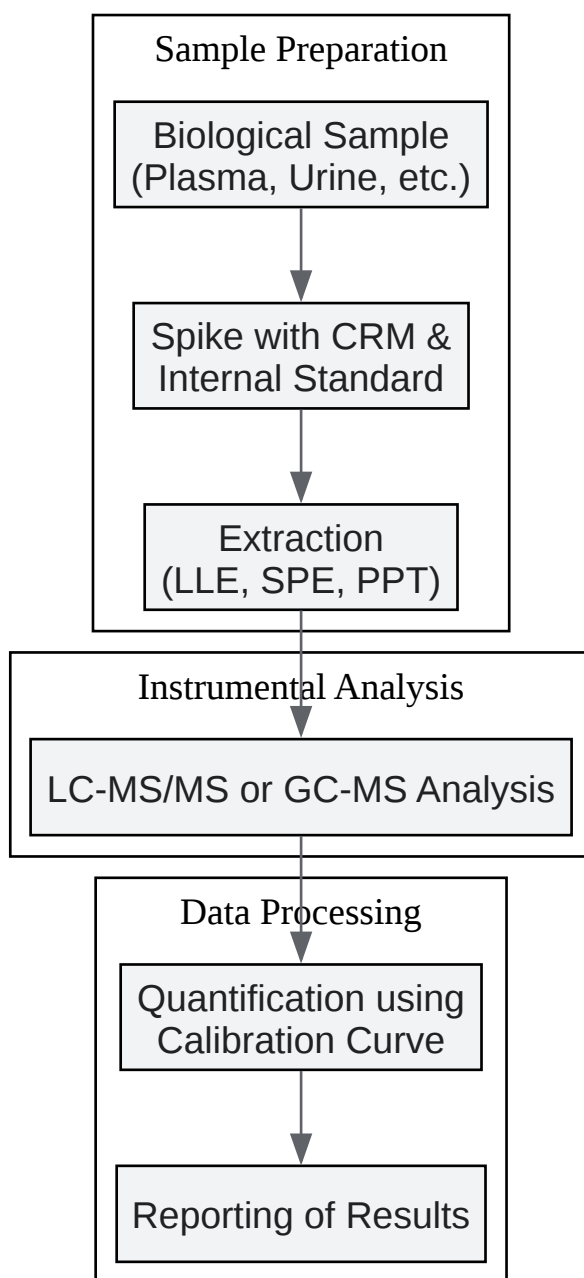 Sample Preparation
Biological Sample
(Plasma, Urine, etc.)
Spike with CRM &
Internal Standard
Extraction
(LLE, SPE, PPT)
Instrumental Analysis
LC-MS/MS or GC-MS Analysis
Data Processing
Quantification using
Calibration Curve
Reporting of Results